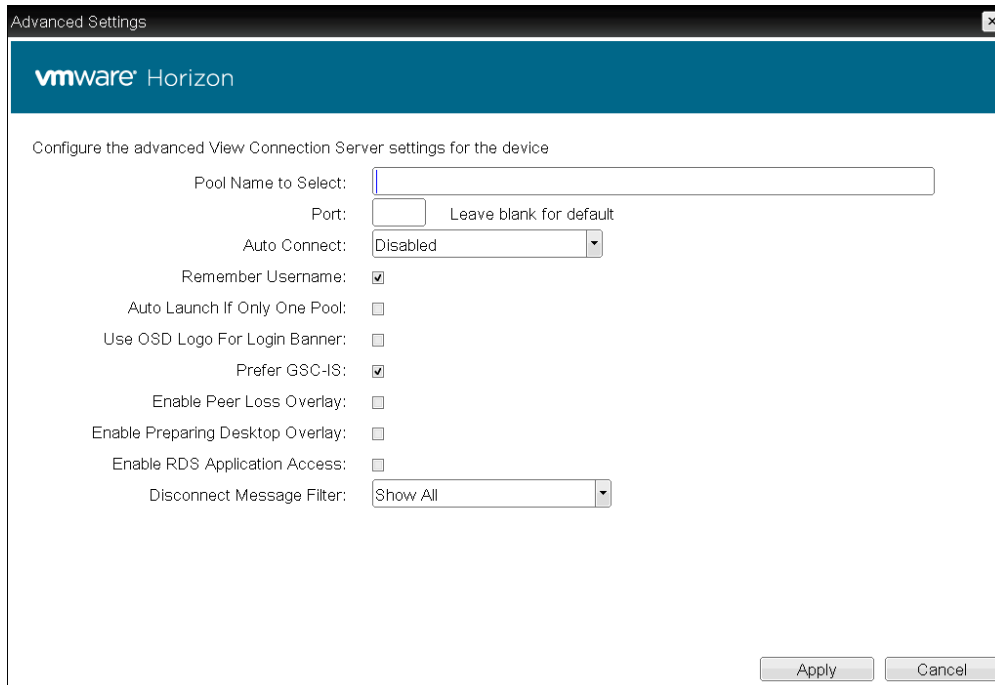 Advanced Settings
vmware Horizon
Configure the advanced View Connection Server settings for the device
Pool Name to Select:
Port: Leave blank for default
Auto Connect: Disabled
Remember Username:
Auto Launch If Only One Pool:
Use OSD Logo For Login Banner:
Prefer GSC-IS:
Enable Peer Loss Overlay:
Enable Preparing Desktop Overlay:
Enable RDS Application Access:
Disconnect Message Filter: Show All
Apply Cancel